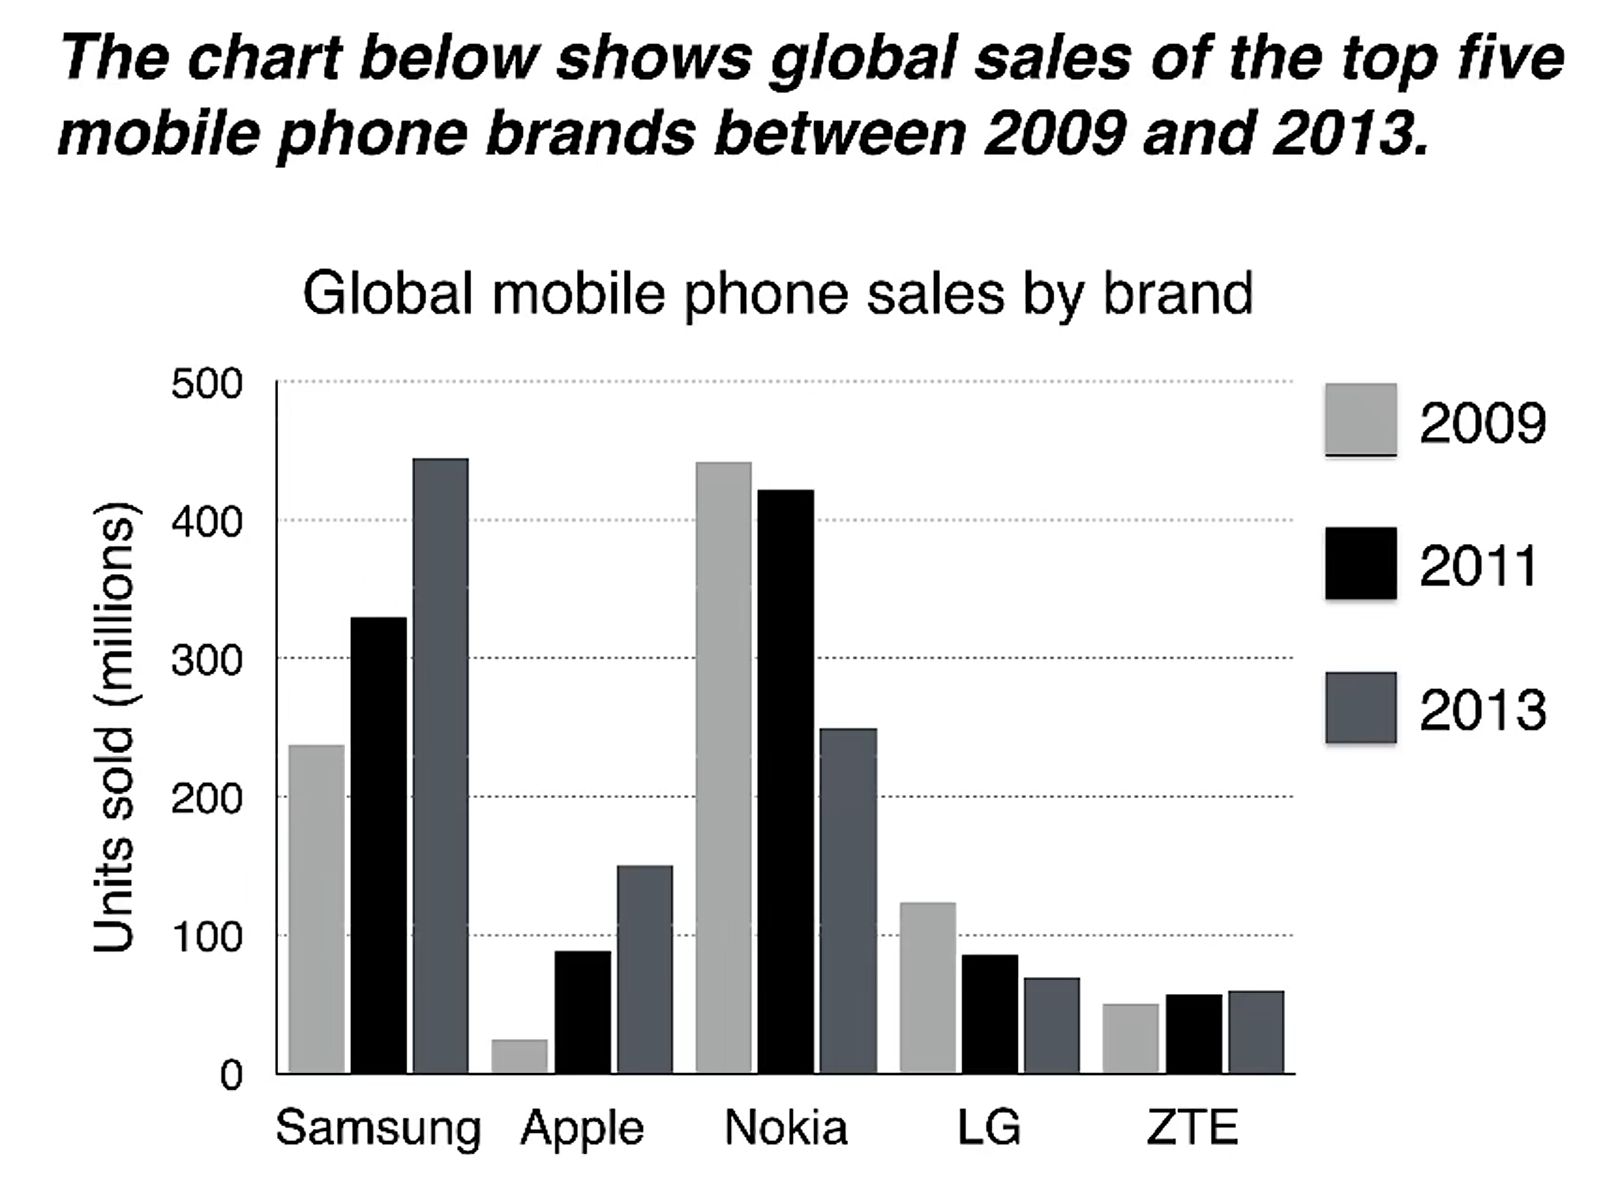 The chart below shows global sales of the top five
mobile phone brands between 2009 and 2013.
Global mobile phone sales by brand
Units sold (millions)
500
400
300
200
100
0
Samsung
Apple
Nokia
LG
ZTE
2009
2011
2013